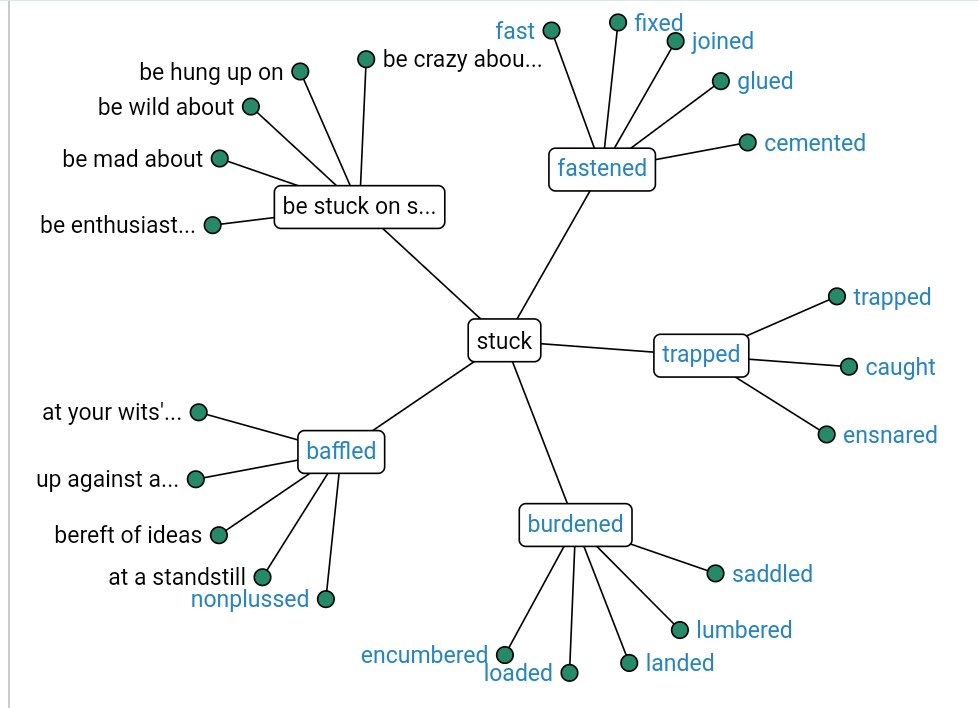 fast
fixed
joined
be crazy abou...
be hung up on
glued
be wild about
cemented
be mad about
fastened
be stuck on s...
be enthusiast...
trapped
stuck
trapped
caught
at your wits'...
ensnared
baffled
up against a...
burdened
bereft of ideas
saddled
at a standstill
nonplussed
lumbered
encumbered
landed
loaded